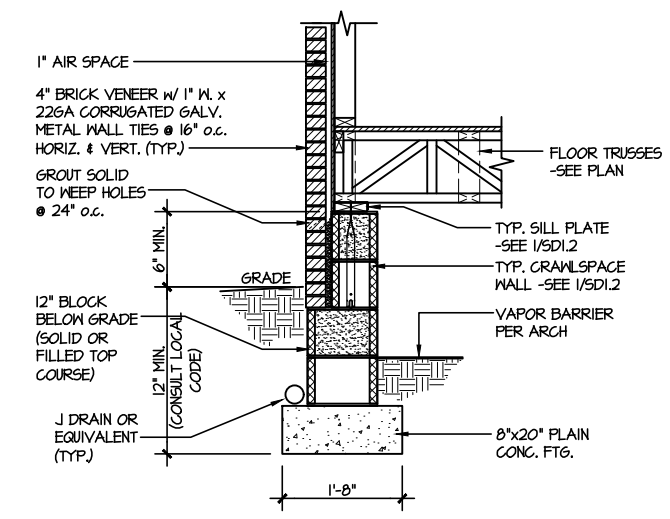 1" AIR SPACE
4" BRICK VENEER W/ 1" W. x
22GA CORRUGATED GALV.
METAL WALL TIES @ 16" o.c.
HORIZ. & VERT. (TYP.)
GROUT SOLID
TO WEEP HOLES
@ 24" o.c.
6" MIN.
GRADE
12" BLOCK
BELOW GRADE
(SOLID OR
FILLED TOP
COURSE)
12" MIN.
(CONSULT LOCAL
CODE)
J DRAIN OR
EQUIVALENT
(TYP.)
FLOOR TRUSSES
-SEE PLAN
TYP. SILL PLATE
-SEE 1/SD1.2
TYP. CRAWLSPACE
WALL -SEE 1/SD1.2
VAPOR BARRIER
PER ARCH
8"x20" PLAIN
CONC. FTG.
1'-8"